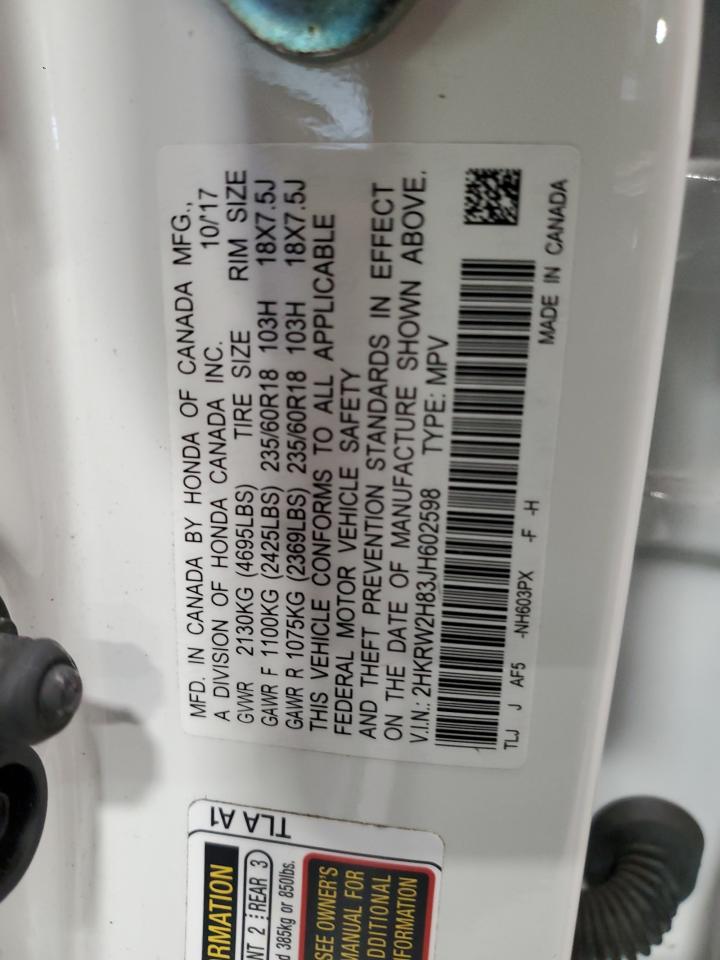 MFD. IN CANADA BY HONDA OF CANADA MFG.,
A DIVISION OF HONDA CANADA INC. 10/'17
GVWR 2130KG (4695LBS) TIRE SIZE RIM SIZE
GAWR F 1100KG (2425LBS) 235/60R18 103H 18X7.5J
GAWR R 1075KG (2369LBS) 235/60R18 103H 18X7.5J
THIS VEHICLE CONFORMS TO ALL APPLICABLE
FEDERAL MOTOR VEHICLE SAFETY
AND THEFT PREVENTION STANDARDS IN EFFECT
ON THE DATE OF MANUFACTURE SHOWN ABOVE.
V.I.N.: 2HKRW2H83JH602598 TYPE: MPV
TLJ J AF5 -NH603PX -F -H
MADE IN CANADA
TLA A1
RMATION
NT 2 REAR 3
d 385kg or 850lbs.
SEE OWNER'S
MANUAL FOR
DDITIONAL
FORMATION